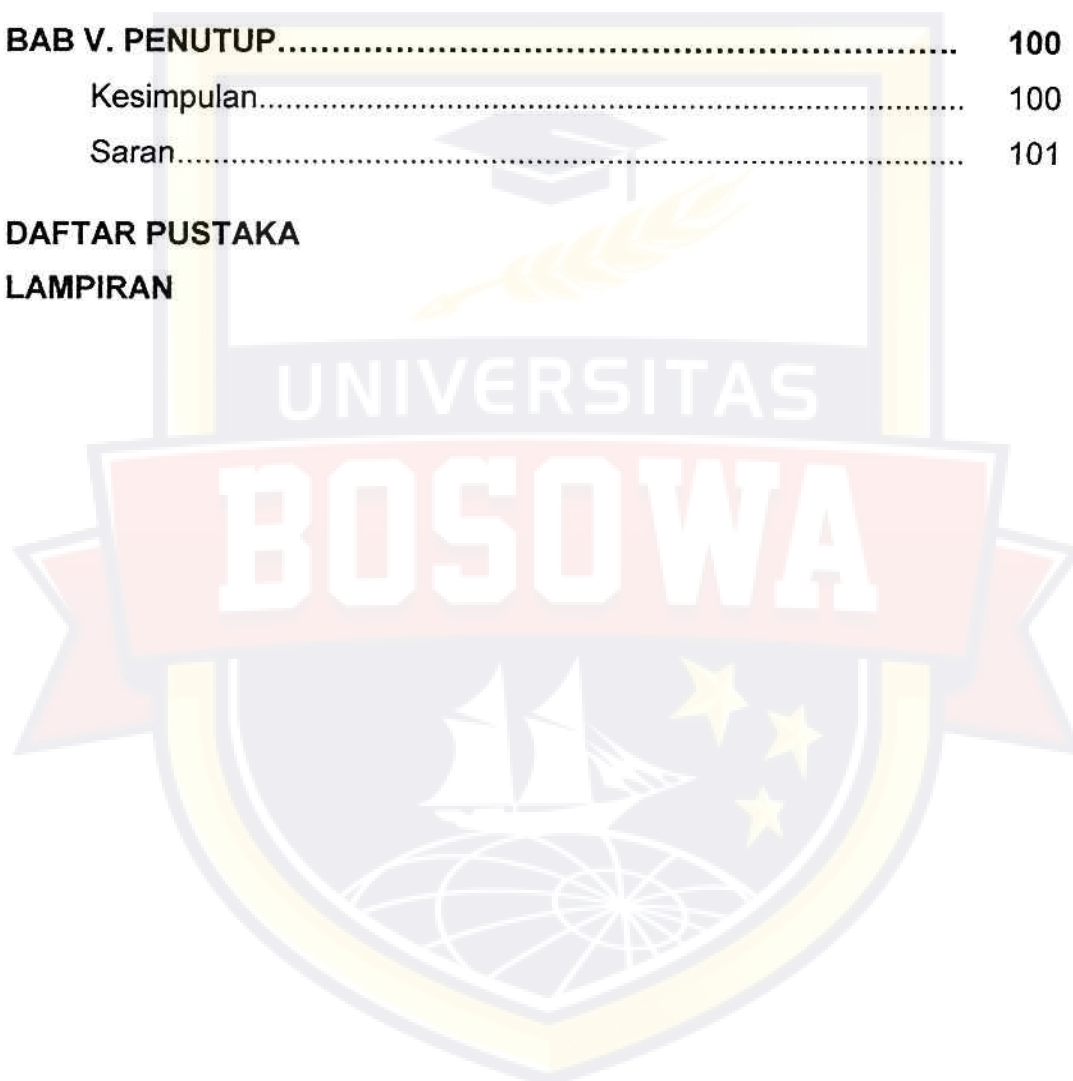 BAB V. PENUTUP.................................................................... 100
Kesimpulan........................................................................ 100
Saran.................................................................................. 101
DAFTAR PUSTAKA
LAMPIRAN
UNIVERSITAS
BOSOWA